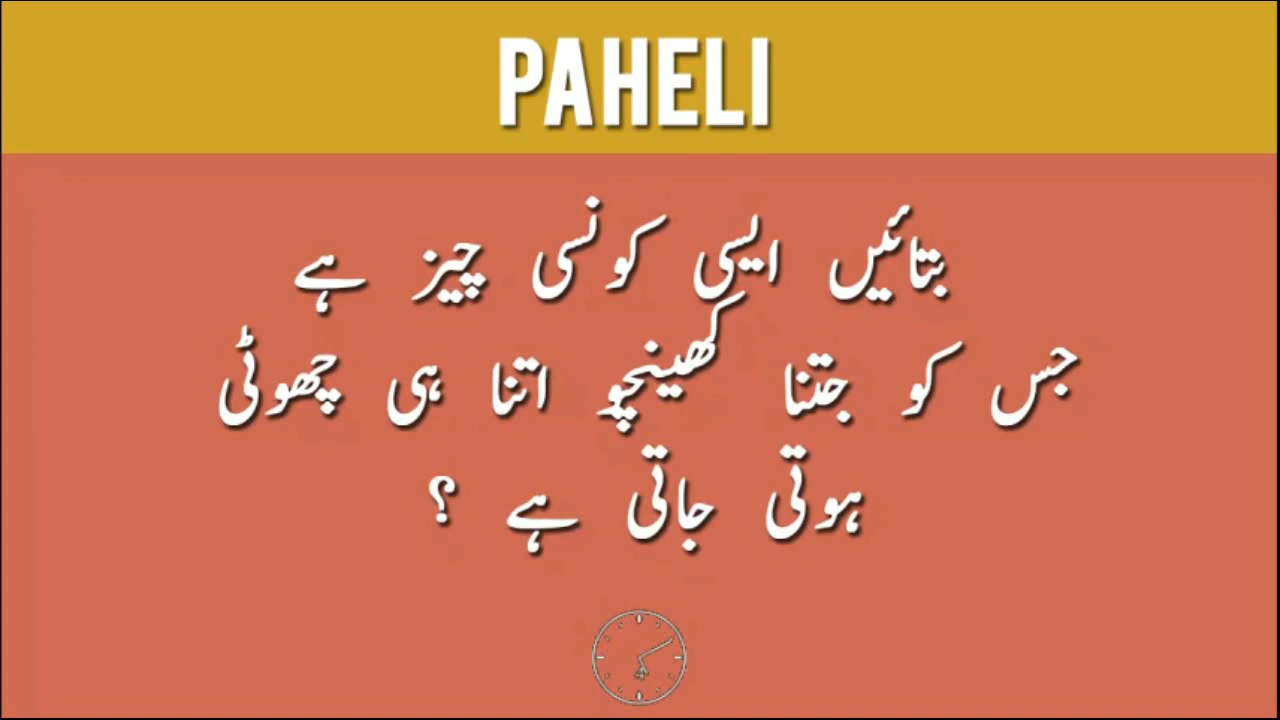 PAHELI
بتائیں ایسی کونسی چیز ہے
جس کو جتنا کھینچو اتنا ہی چھوٹی
ہوتی جاتی ہے ؟